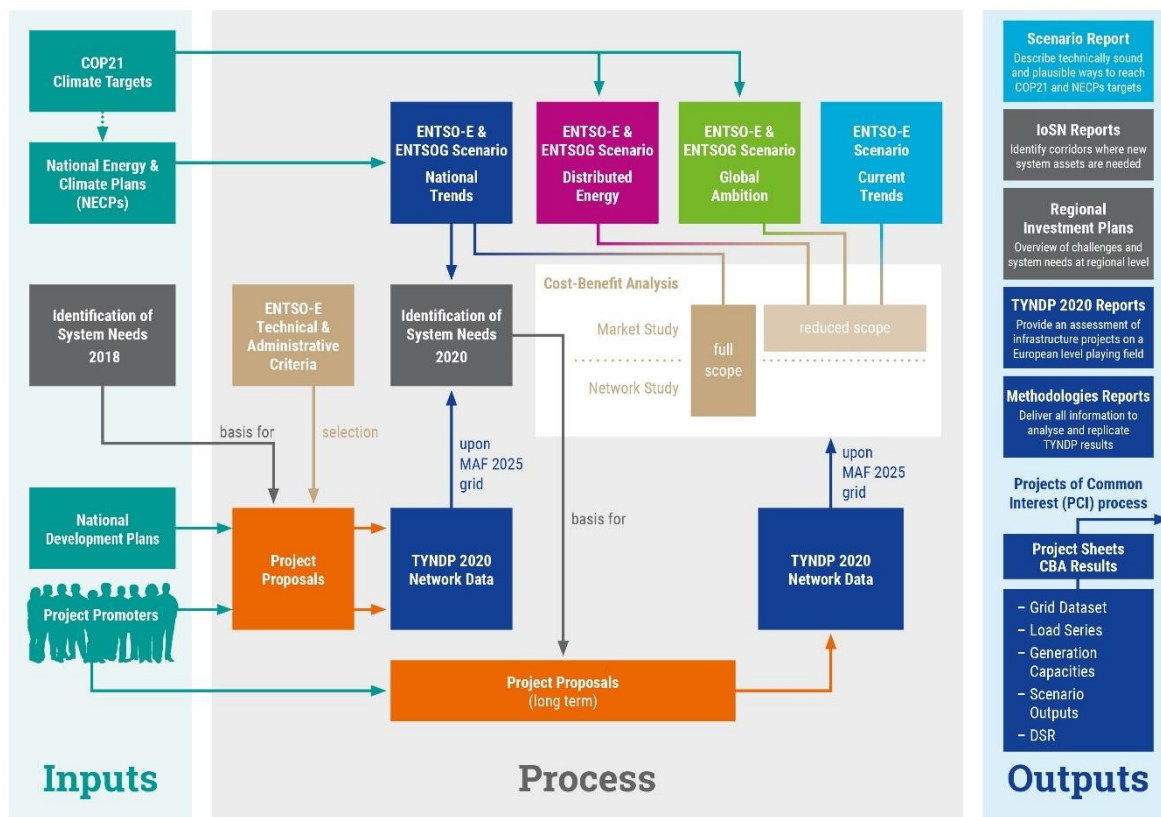 COP21
Climate Targets
National Energy &
Climate Plans
(NECPs)
Identification of
System Needs
2018
National
Development Plans
Project Promoters
Inputs
ENTSO-E &
ENTSOG Scenario
National
Trends
ENTSO-E &
ENTSOG Scenario
Distributed
Energy
ENTSO-E &
ENTSOG Scenario
Global
Ambition
ENTSO-E
Scenario
Current
Trends
ENTSO-E
Technical &
Administrative
Criteria
Identification of
System Needs
2020
Cost-Benefit Analysis
Market Study
Network Study
full
scope
reduced scope
basis for
selection
upon
MAF 2025
grid
basis for
upon
MAF 2025
grid
Project
Proposals
TYNDP 2020
Network Data
TYNDP 2020
Network Data
Project Proposals
(long term)
Process
Scenario Report
Describe technically sound
and plausible ways to reach
COP21 and NECPs targets
IoSN Reports
Identify corridors where new
system assets are needed
Regional
Investment Plans
Overview of challenges and
system needs at regional level
TYNDP 2020 Reports
Provide an assessment of
infrastructure projects on a
European level playing field
Methodologies Reports
Deliver all information to
analyse and replicate
TYNDP results
Projects of Common
Interest (PCI) process
Project Sheets
CBA Results
– Grid Dataset
– Load Series
– Generation
Capacities
– Scenario
Outputs
– DSR
Outputs